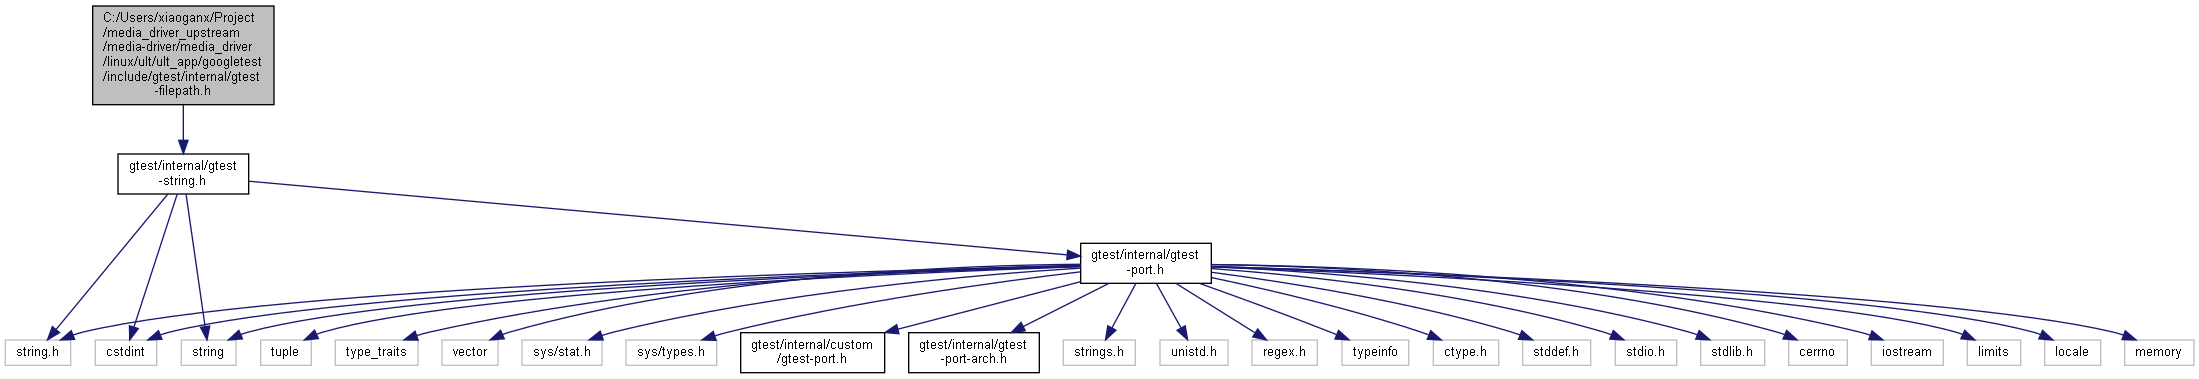 C:/Users/xiaoganx/Project
/media_driver_upstream
/media-driver/media_driver
/linux/ult/ult_app/googletest
/include/gtest/internal/gtest
-filepath.h
gtest/internal/gtest
-string.h
gtest/internal/gtest
-port.h
string.h
cstdint
string
tuple
type_traits
vector
sys/stat.h
sys/types.h
gtest/internal/custom
/gtest-port.h
gtest/internal/gtest
-port-arch.h
strings.h
unistd.h
regex.h
typeinfo
ctype.h
stddef.h
stdio.h
stdlib.h
cerrno
iostream
limits
locale
memory